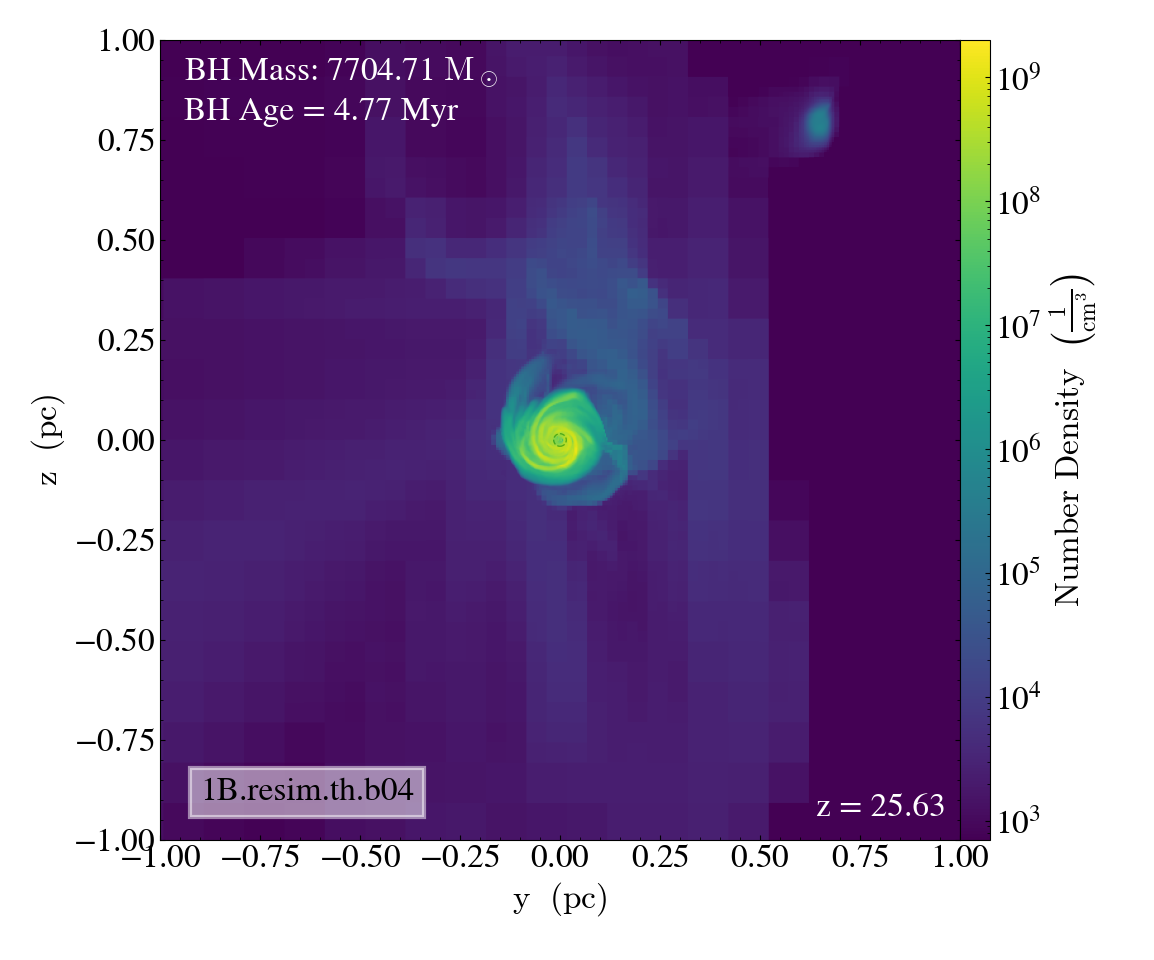 BH Mass: 7704.71 M⊙
BH Age = 4.77 Myr
1B.resim.th.b04
z = 25.63
1.00
0.75
0.50
0.25
0.00
−0.25
−0.50
−0.75
−1.00
z (pc)
−1.00 −0.75 −0.50 −0.25 0.00 0.25 0.50 0.75 1.00
y (pc)
10⁹
10⁸
10⁷
10⁶
10⁵
10⁴
10³
Number Density (1/cm³)